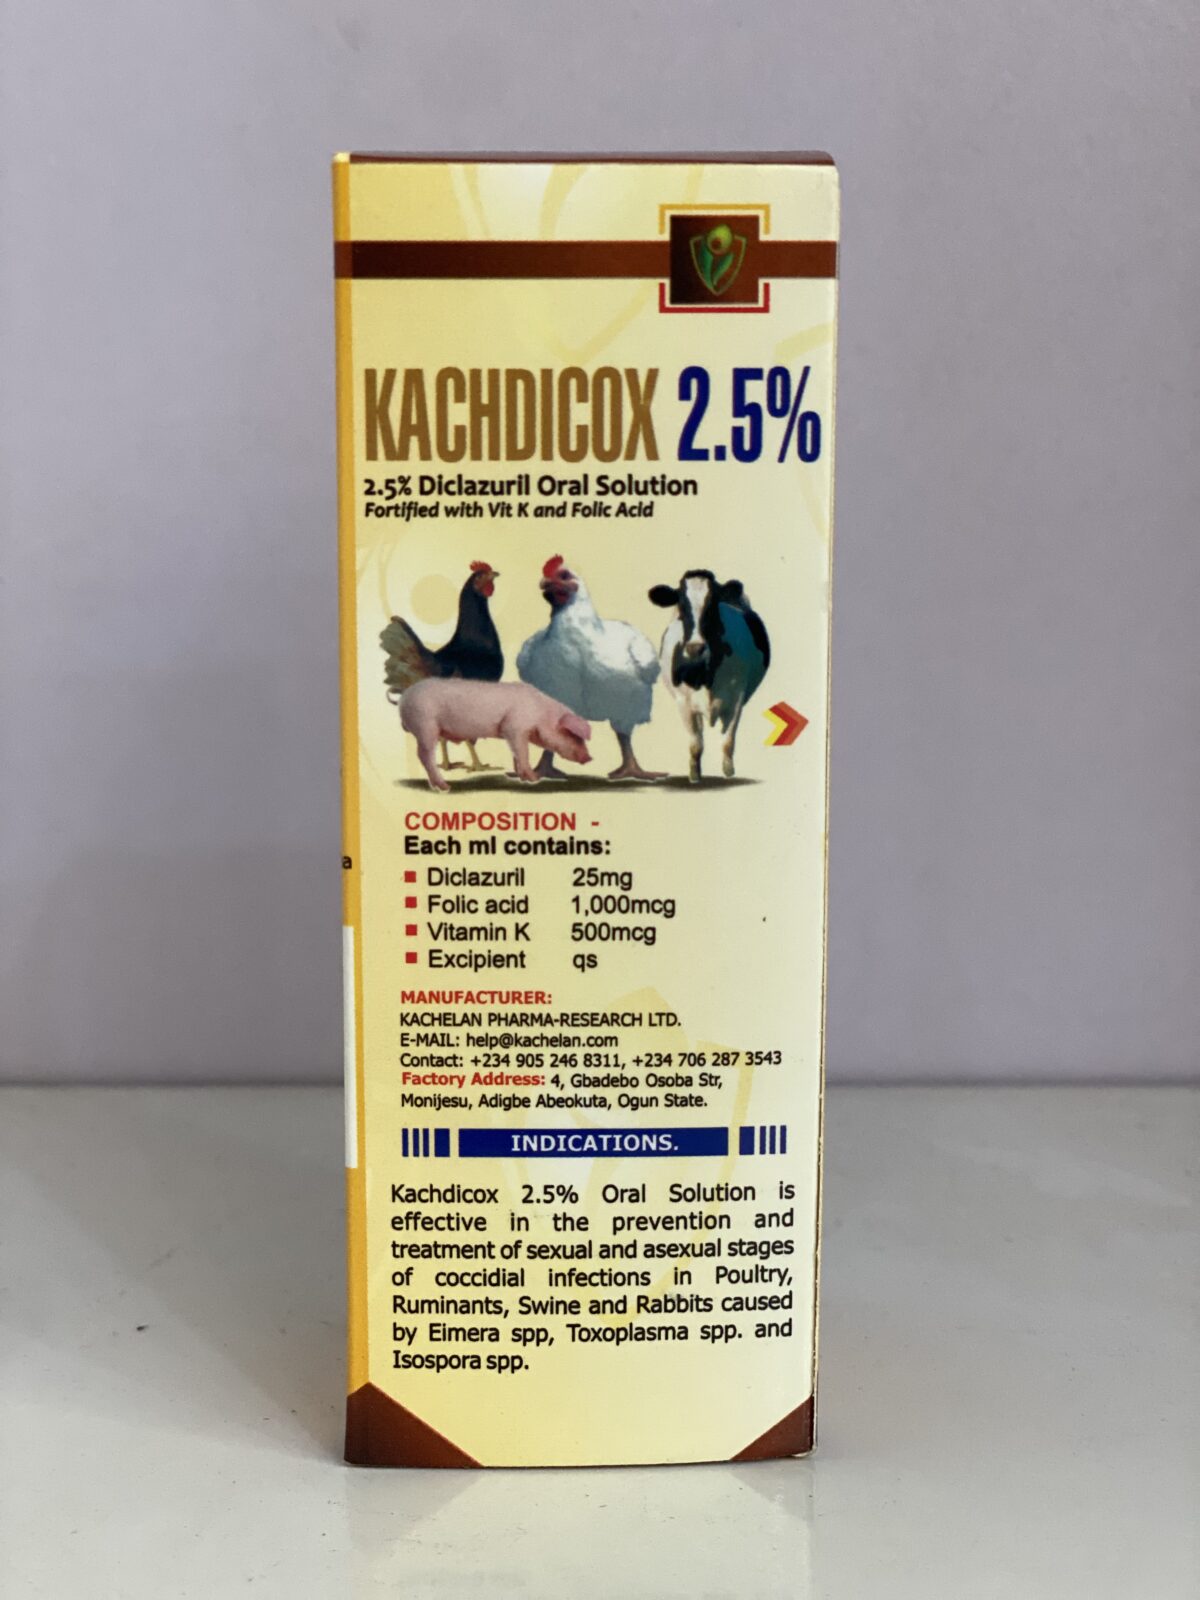 KACHDICOX 2.5%
2.5% Diclazuril Oral Solution
Fortified with Vit K and Folic Acid
COMPOSITION -
Each ml contains:
Diclazuril 25mg
Folic acid 1,000mcg
Vitamin K 500mcg
Excipient qs
a
MANUFACTURER:
KACHELAN PHARMA-RESEARCH LTD.
E-MAIL: help@kachelan.com
Contact: +234 905 246 8311, +234 706 287 3543
Factory Address: 4, Gbadebo Osoba Str,
Monijesu, Adigbe Abeokuta, Ogun State.
INDICATIONS.
Kachdicox 2.5% Oral Solution is
effective in the prevention and
treatment of sexual and asexual stages
of coccidial infections in Poultry,
Ruminants, Swine and Rabbits caused
by Eimera spp, Toxoplasma spp. and
Isospora spp.